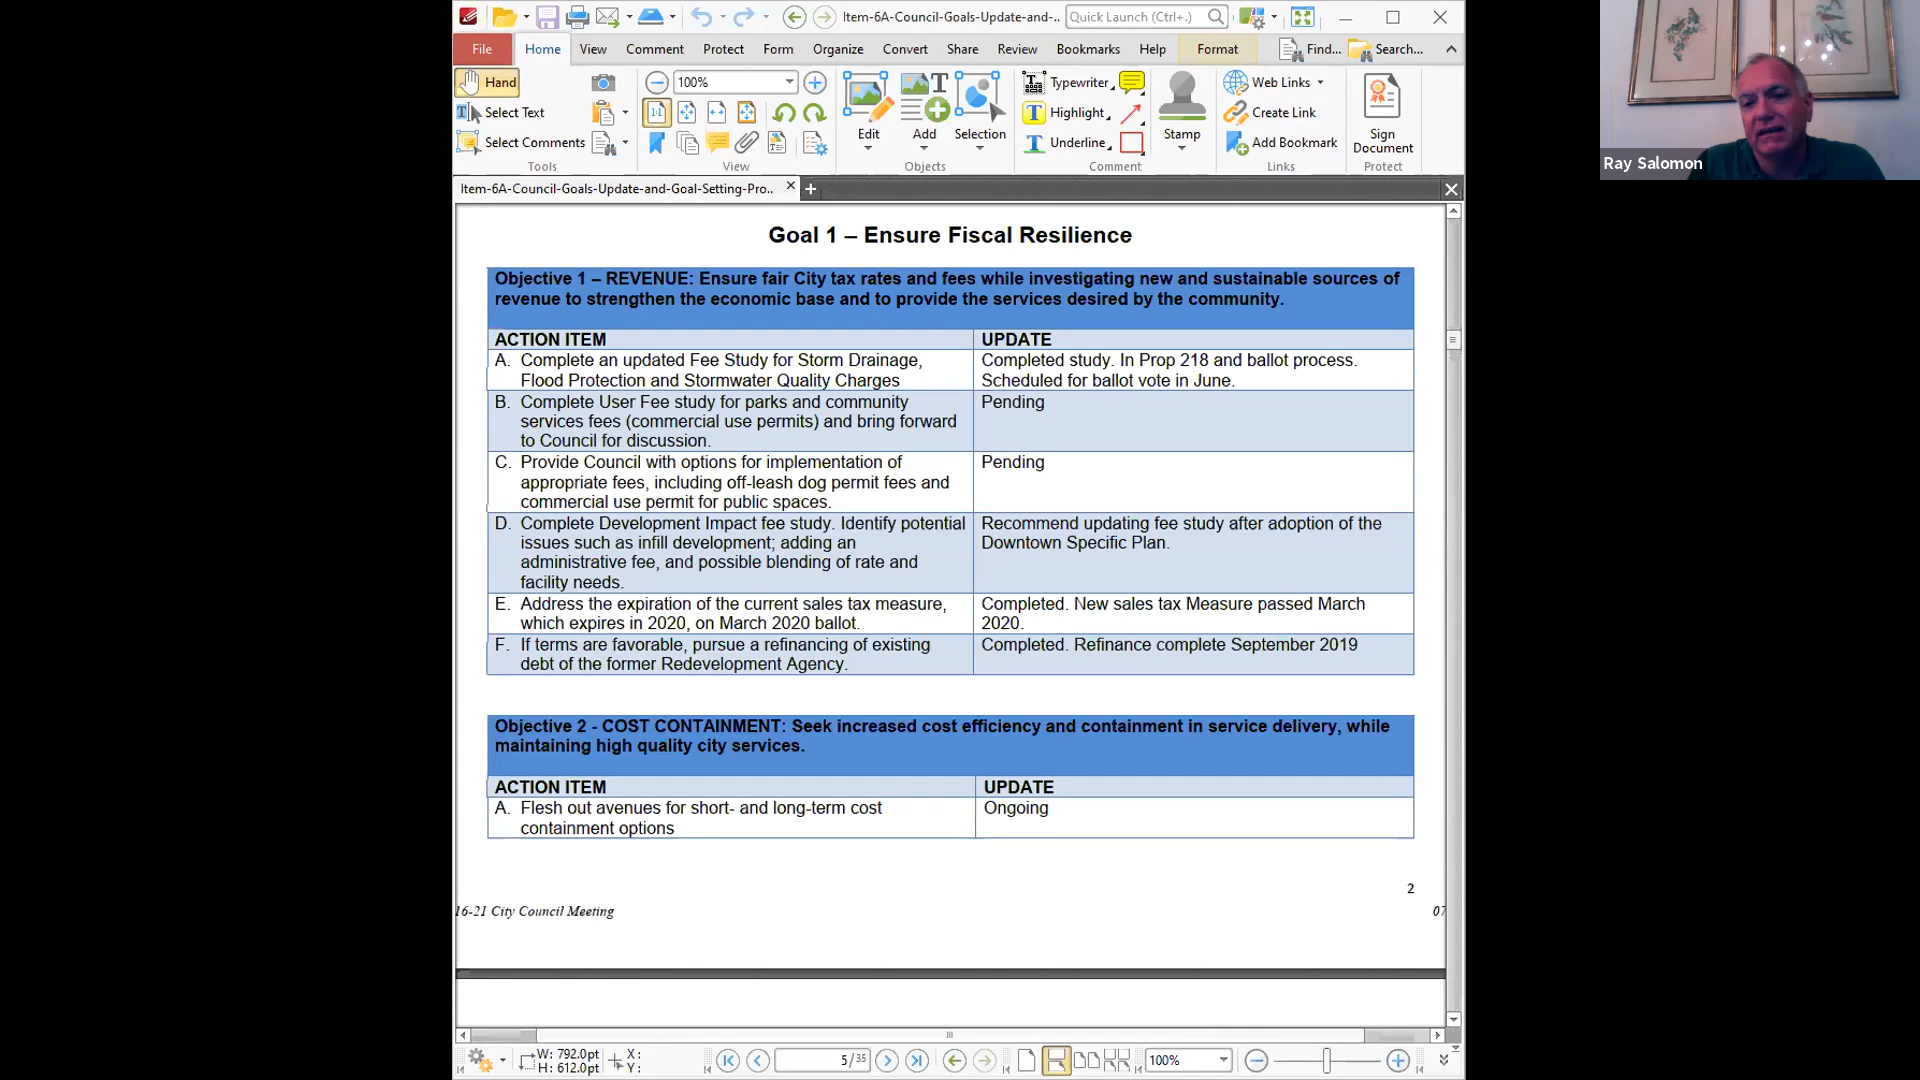 Item-6A-Council-Goals-Update-and-..
Quick Launch (Ctrl+.)
File Home View Comment Protect Form Organize Convert Share Review Bookmarks Help Format Find... Search...
Hand
Select Text
Select Comments
Tools
100%
View
Edit
Add
Selection
Objects
Typewriter
Highlight
Underline
Comment
Stamp
Web Links
Create Link
Add Bookmark
Links
Sign
Document
Protect
Ray Salomon
Item-6A-Council-Goals-Update-and-Goal-Setting-Pro..
Goal 1 – Ensure Fiscal Resilience
Objective 1 – REVENUE: Ensure fair City tax rates and fees while investigating new and sustainable sources of
revenue to strengthen the economic base and to provide the services desired by the community.
ACTION ITEM
UPDATE
A. Complete an updated Fee Study for Storm Drainage,
Flood Protection and Stormwater Quality Charges
Completed study. In Prop 218 and ballot process.
Scheduled for ballot vote in June.
B. Complete User Fee study for parks and community
services fees (commercial use permits) and bring forward
to Council for discussion.
Pending
C. Provide Council with options for implementation of
appropriate fees, including off-leash dog permit fees and
commercial use permit for public spaces.
Pending
D. Complete Development Impact fee study. Identify potential
issues such as infill development; adding an
administrative fee, and possible blending of rate and
facility needs.
Recommend updating fee study after adoption of the
Downtown Specific Plan.
E. Address the expiration of the current sales tax measure,
which expires in 2020, on March 2020 ballot.
Completed. New sales tax Measure passed March
2020.
F. If terms are favorable, pursue a refinancing of existing
debt of the former Redevelopment Agency.
Completed. Refinance complete September 2019
Objective 2 - COST CONTAINMENT: Seek increased cost efficiency and containment in service delivery, while
maintaining high quality city services.
ACTION ITEM
UPDATE
A. Flesh out avenues for short- and long-term cost
containment options
Ongoing
2
16-21 City Council Meeting
07
W: 792.0pt
H: 612.0pt
X:
Y:
5/35
100%